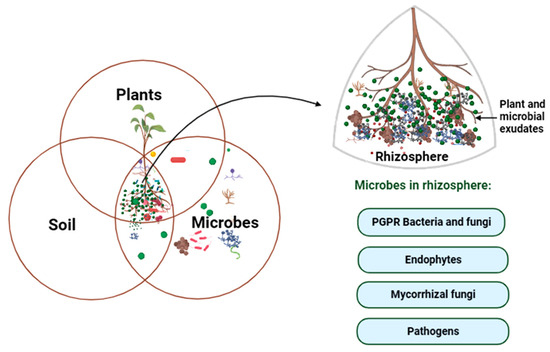 Plants
Soil
Microbes
Rhizosphere
Plant and
microbial
exudates
Microbes in rhizosphere:
PGPR Bacteria and fungi
Endophytes
Mycorrhizal fungi
Pathogens